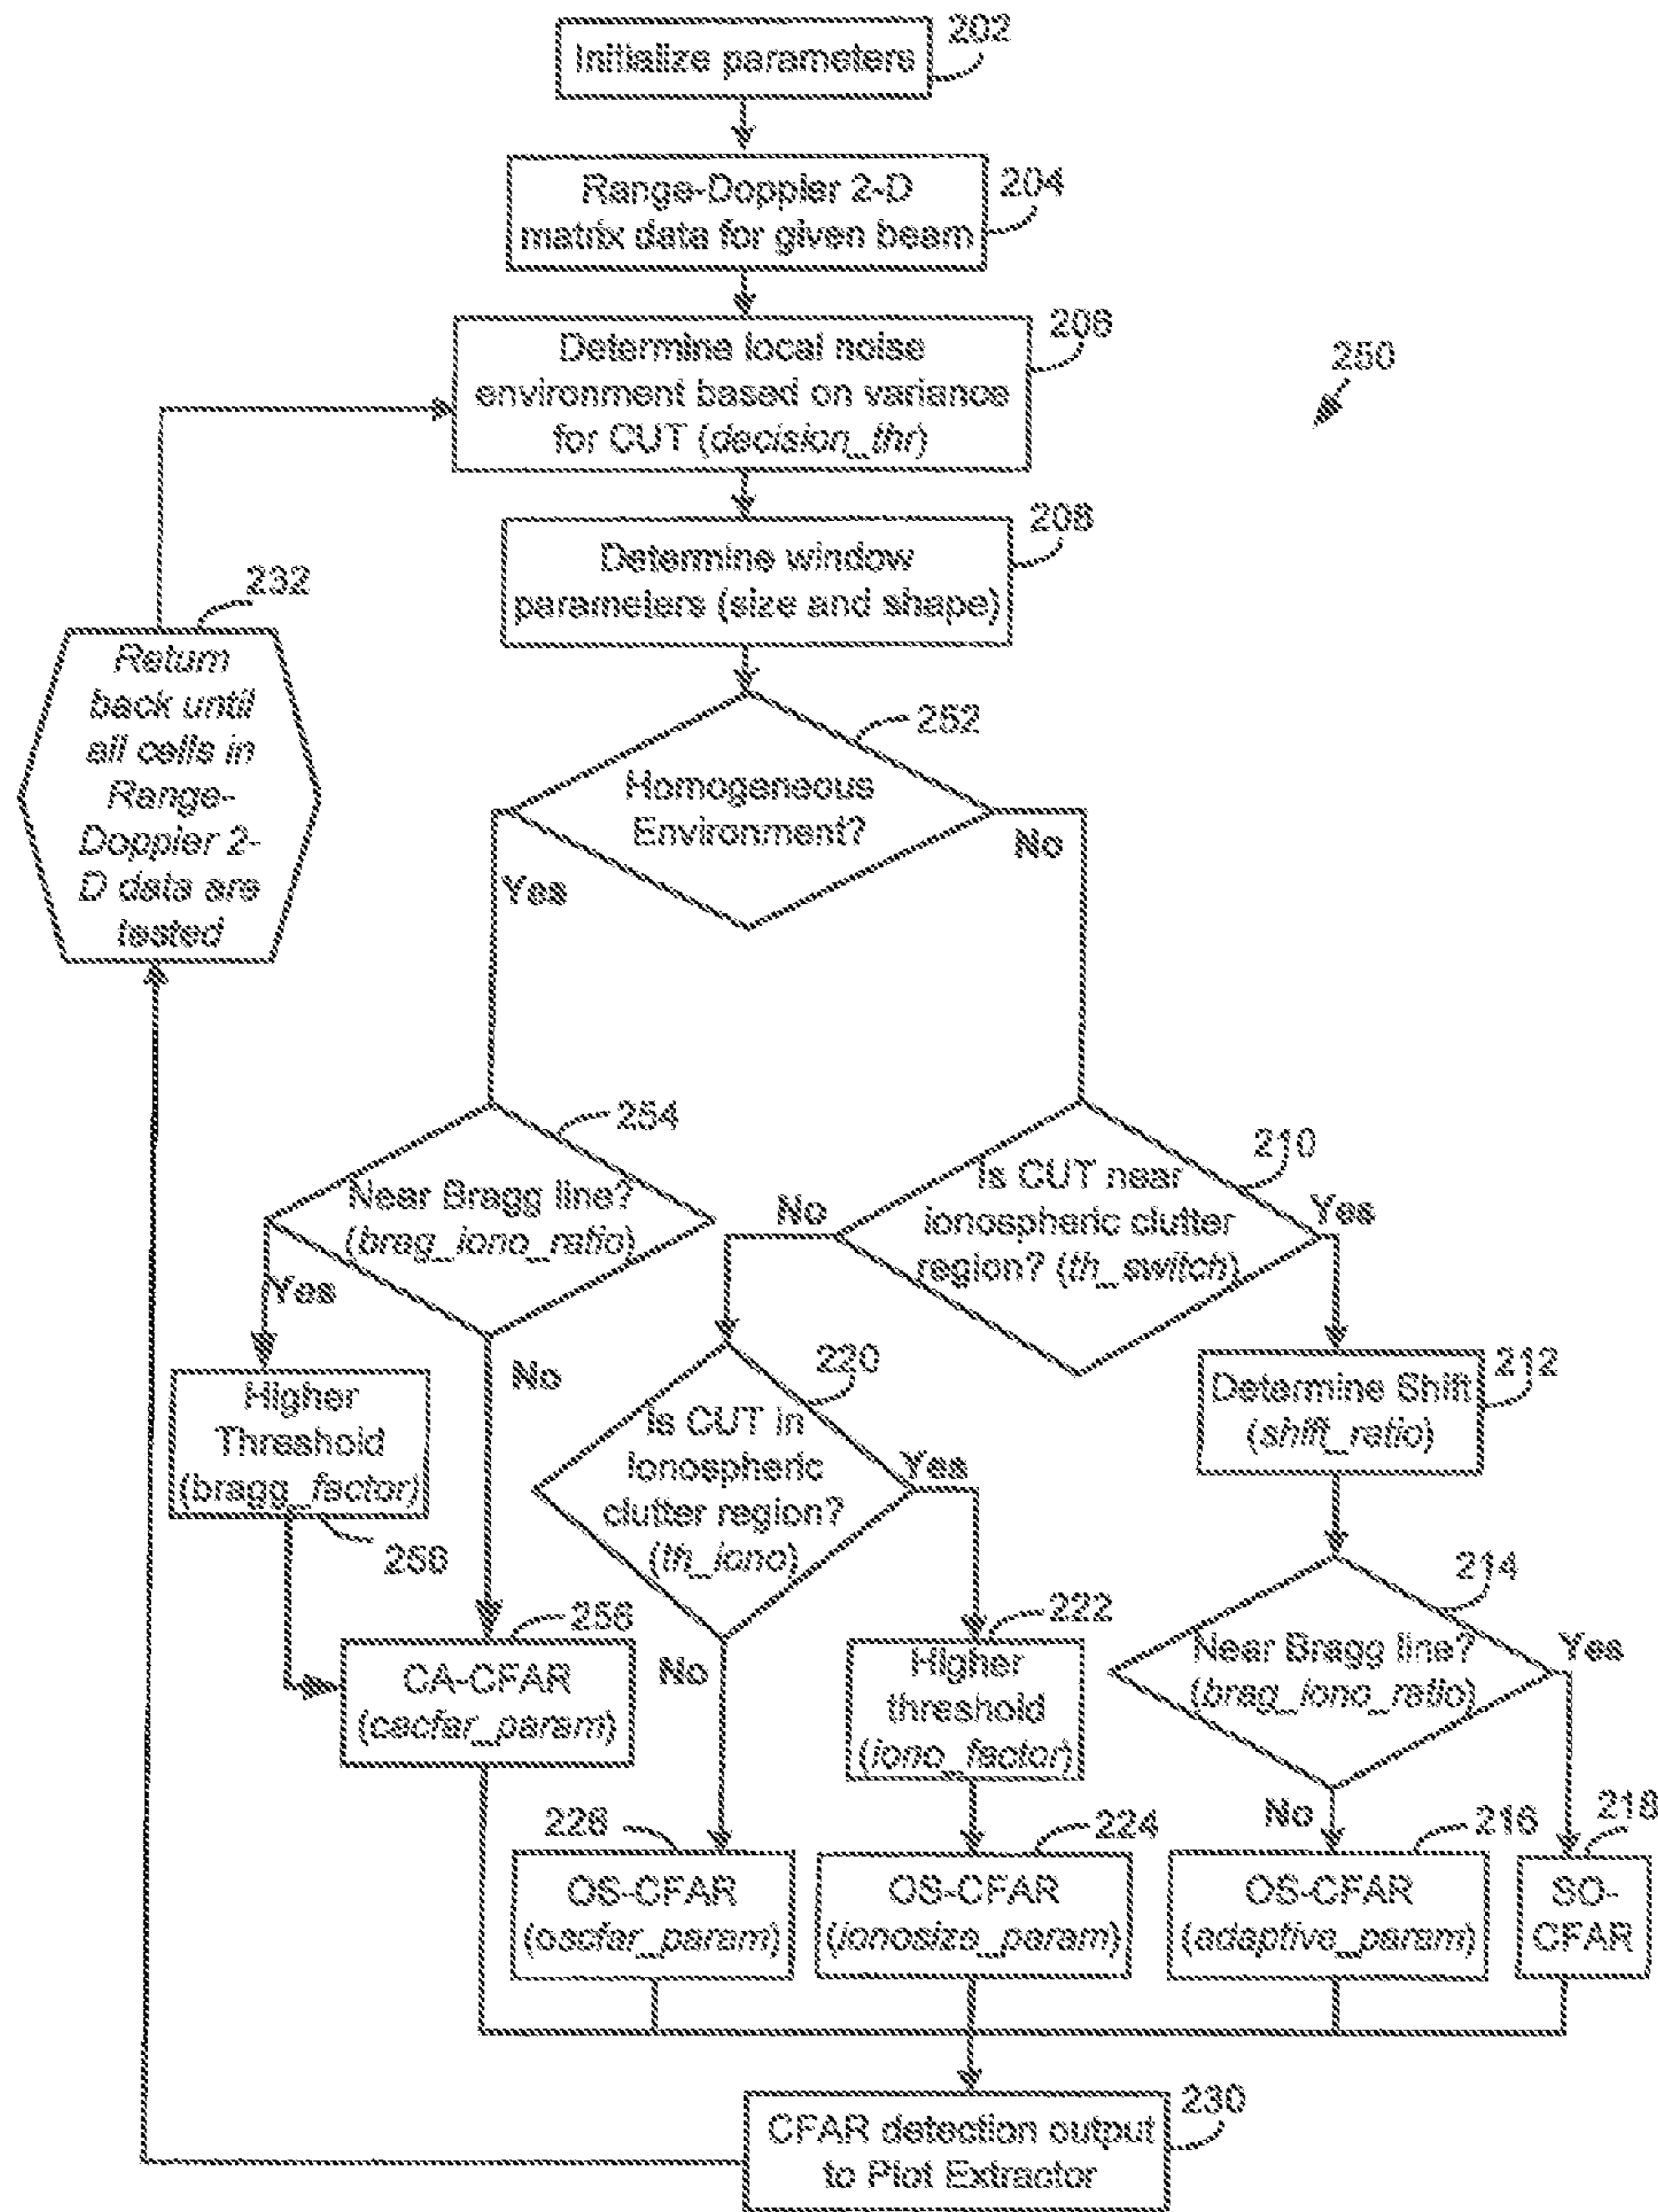 Initialize parameters
202
Range-Doppler 2-D
matrix data for given beam
204
Determine local noise
environment based on variance
for CUT (decision_thr)
206
250
Determine window
parameters (size and shape)
208
232
Return
back until
all cells in
Range-
Doppler 2-
D data are
tested
Homogeneous
Environment?
252
Yes
No
Near Bragg line?
(brag_iono_ratio)
254
Is CUT near
ionospheric clutter
region? (th_switch)
210
No
Yes
Yes
No
Higher
Threshold
(bragg_factor)
Is CUT in
ionospheric
clutter region?
(th_iono)
220
Yes
No
Determine Shift
(shift_ratio)
212
CA-CFAR
(cacfar_param)
Higher
threshold
(iono_factor)
222
Near Bragg line?
(brag_iono_ratio)
214
Yes
No
OS-CFAR
(oscfar_param)
OS-CFAR
(ionosize_param)
224
OS-CFAR
(adaptive_param)
216
SO-
CFAR
218
CFAR detection output
to Plot Extractor
230